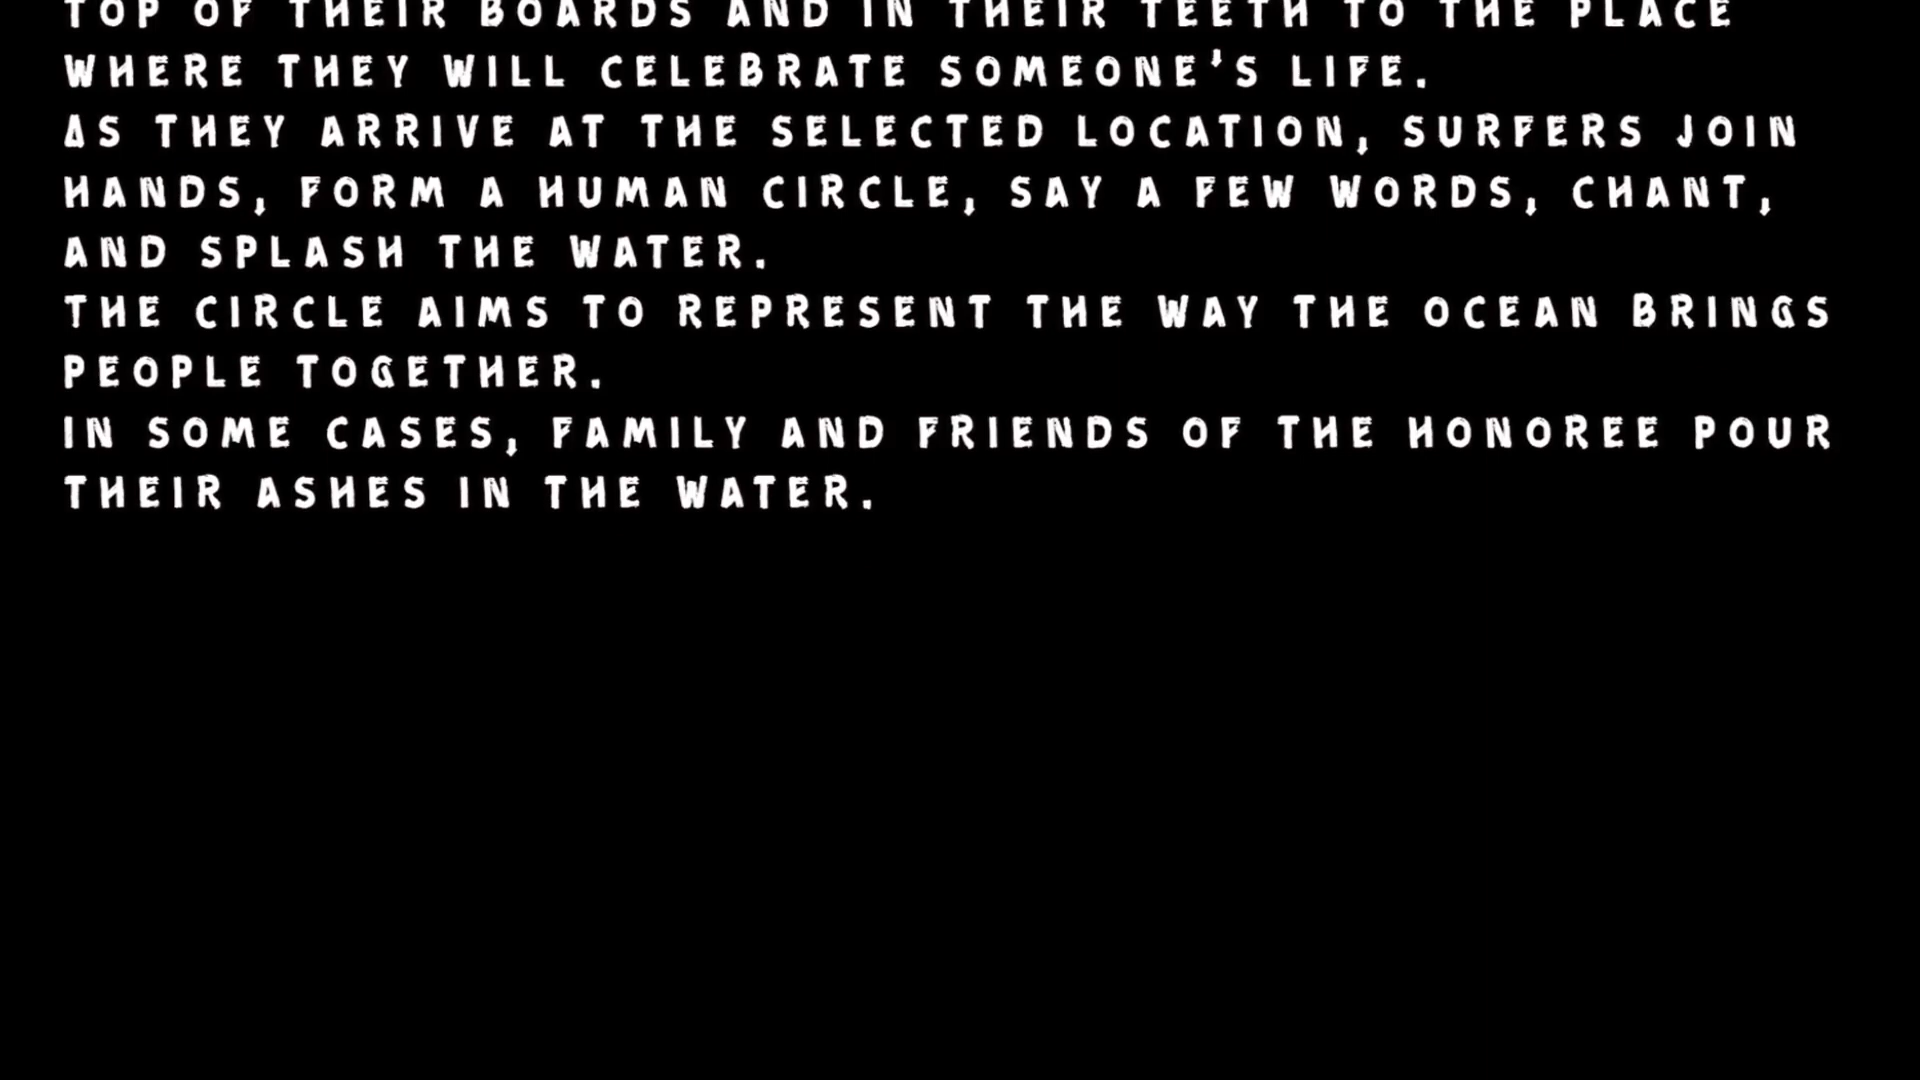 TOP OF THEIR BOARDS AND IN THEIR TEETH TO THE PLACE
WHERE THEY WILL CELEBRATE SOMEONE'S LIFE.
AS THEY ARRIVE AT THE SELECTED LOCATION, SURFERS JOIN
HANDS, FORM A HUMAN CIRCLE, SAY A FEW WORDS, CHANT,
AND SPLASH THE WATER.
THE CIRCLE AIMS TO REPRESENT THE WAY THE OCEAN BRINGS
PEOPLE TOGETHER.
IN SOME CASES, FAMILY AND FRIENDS OF THE HONOREE POUR
THEIR ASHES IN THE WATER.